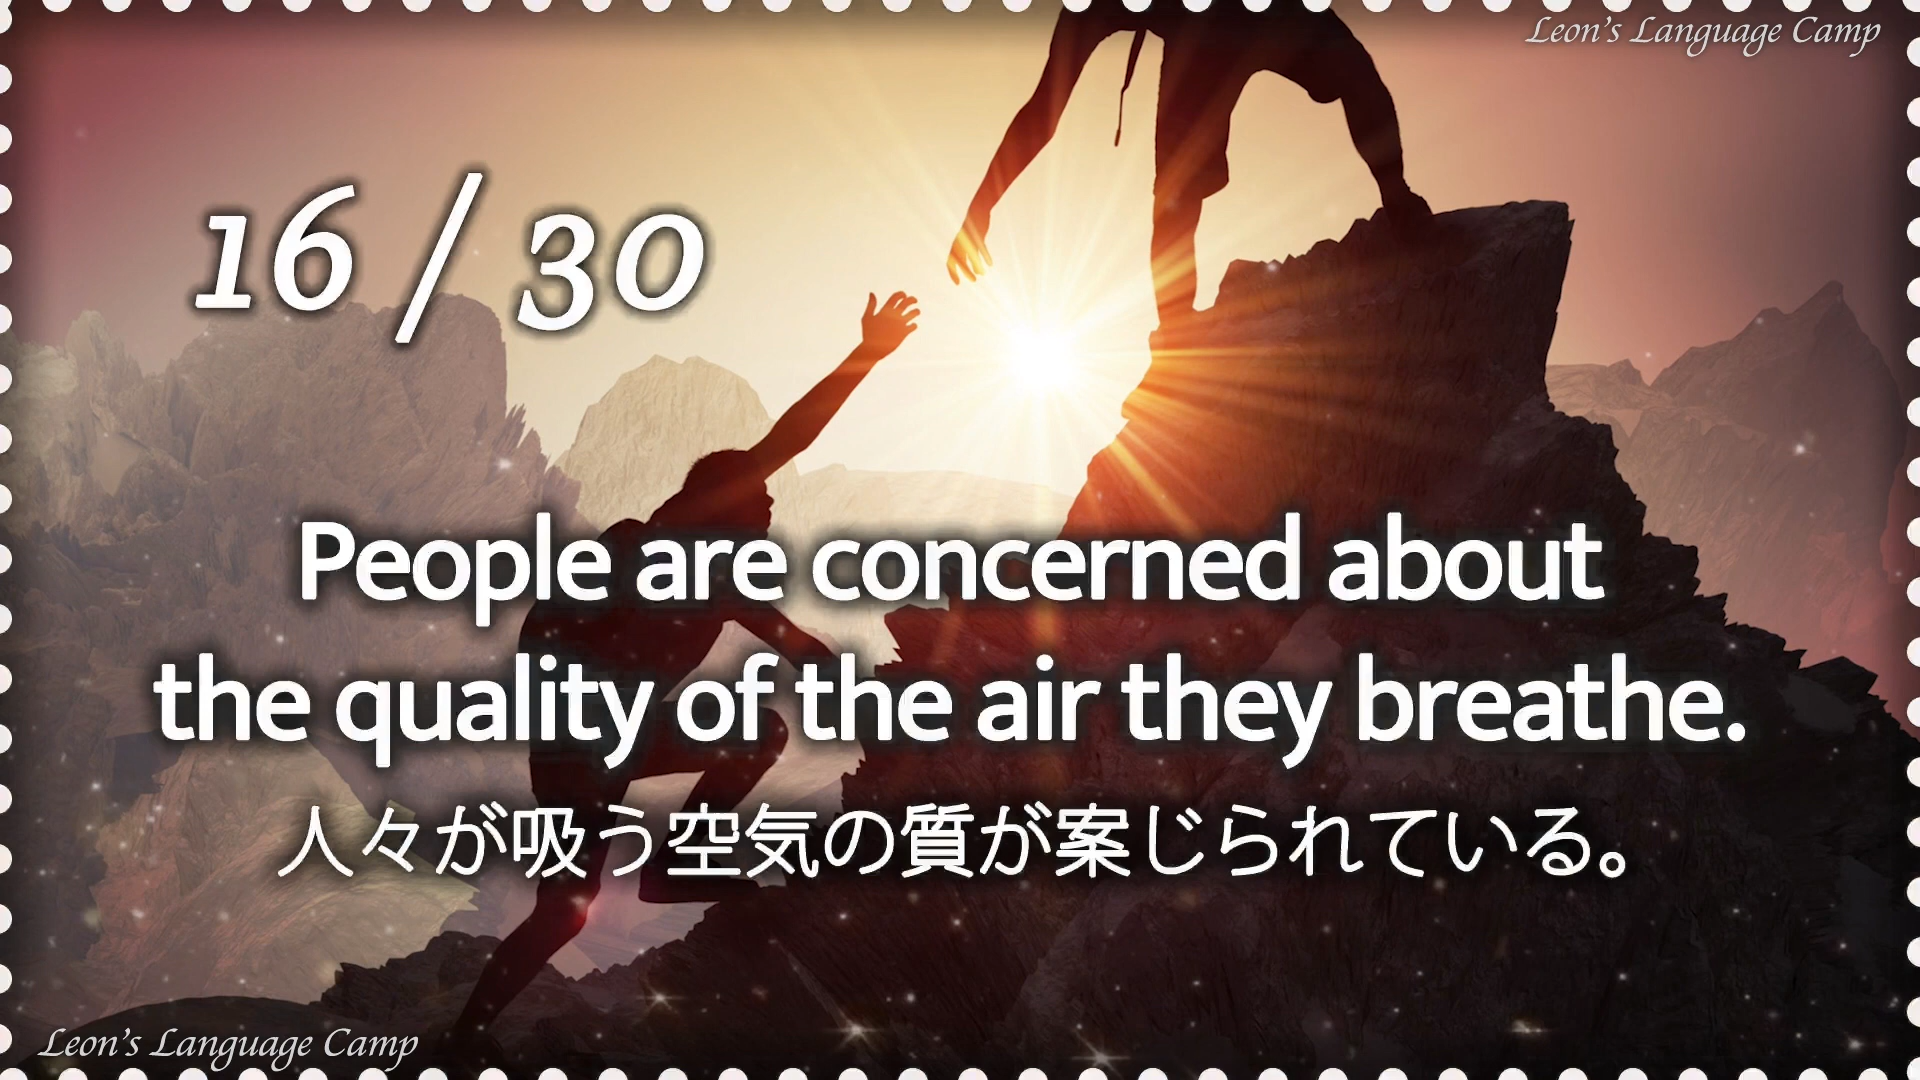 Leon's Language Camp
16 / 30
People are concerned about
the quality of the air they breathe.
人々が吸う空気の質が案じられている。
Leon's Language Camp